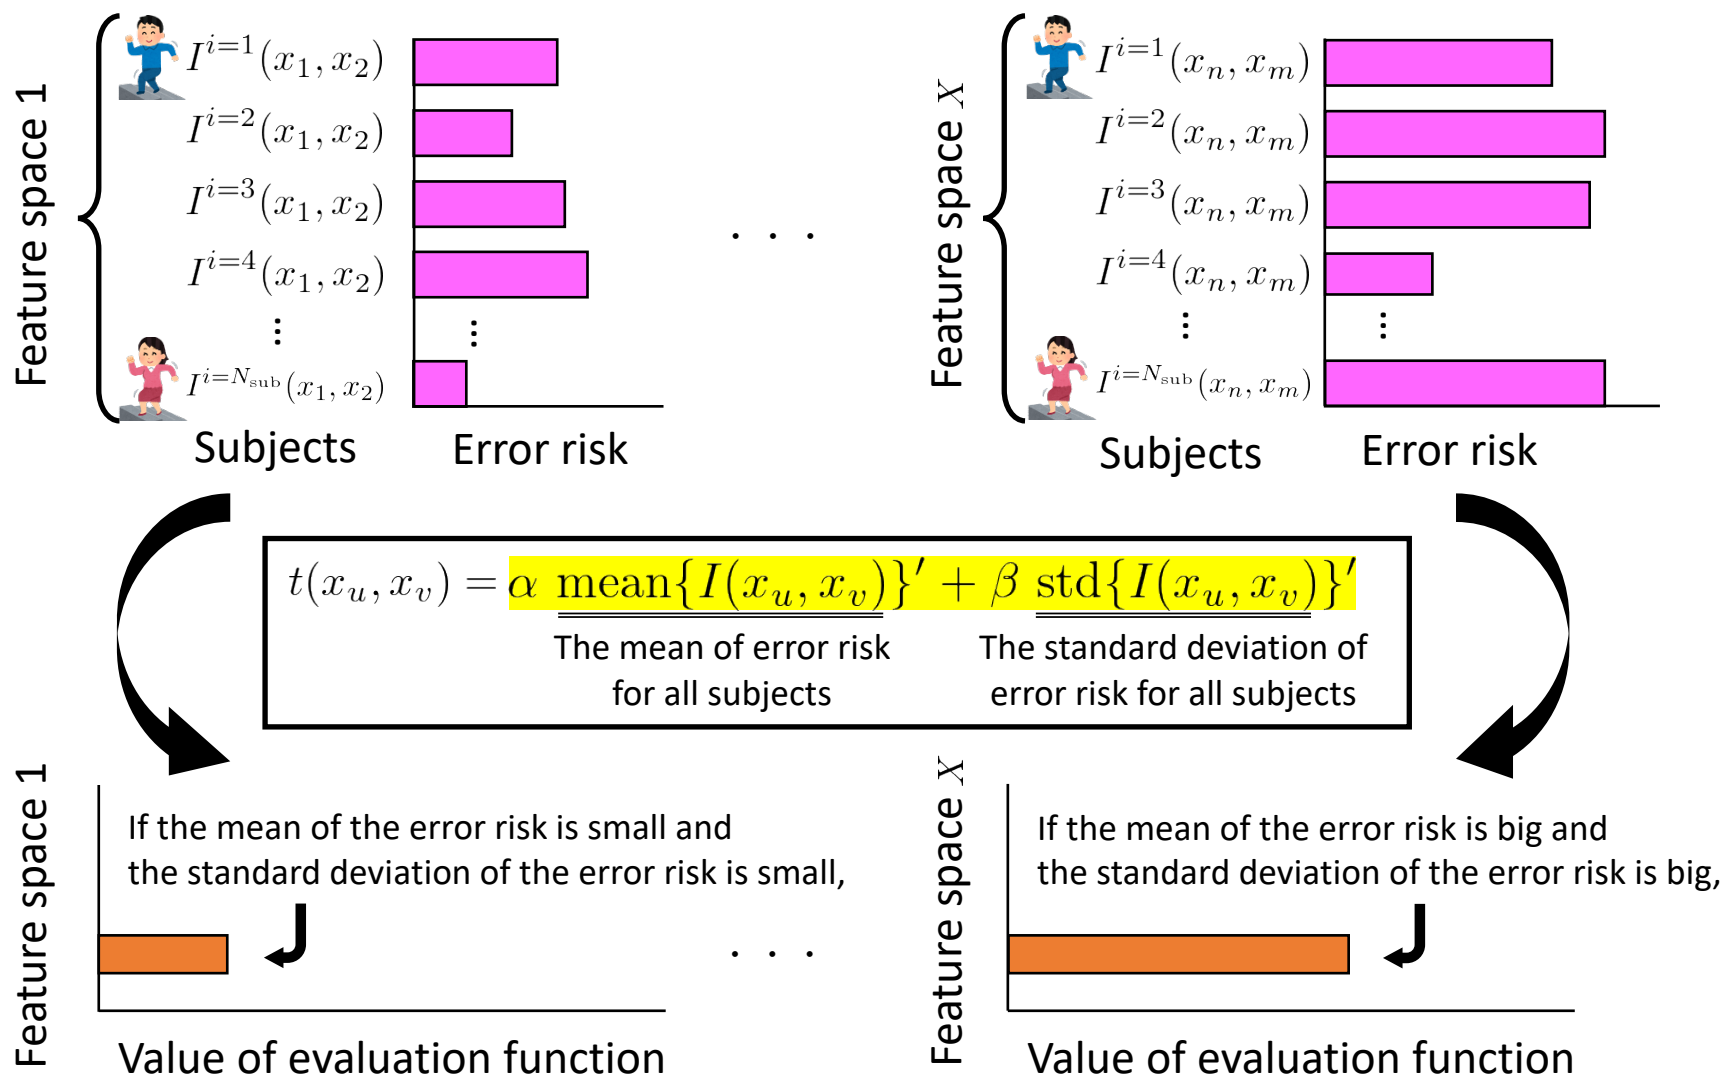 Feature space 1
I^{i=1}(x_1, x_2)
I^{i=2}(x_1, x_2)
I^{i=3}(x_1, x_2)
I^{i=4}(x_1, x_2)
⋮ ⋮
I^{i=N_{sub}}(x_1, x_2)
Subjects Error risk
. . .
Feature space X
I^{i=1}(x_n, x_m)
I^{i=2}(x_n, x_m)
I^{i=3}(x_n, x_m)
I^{i=4}(x_n, x_m)
⋮ ⋮
I^{i=N_{sub}}(x_n, x_m)
Subjects Error risk
t(x_u, x_v) = α mean{I(x_u, x_v)}' + β std{I(x_u, x_v)}'
The mean of error risk
for all subjects
The standard deviation of
error risk for all subjects
Feature space 1
If the mean of the error risk is small and
the standard deviation of the error risk is small,
Value of evaluation function
. . .
Feature space X
If the mean of the error risk is big and
the standard deviation of the error risk is big,
Value of evaluation function